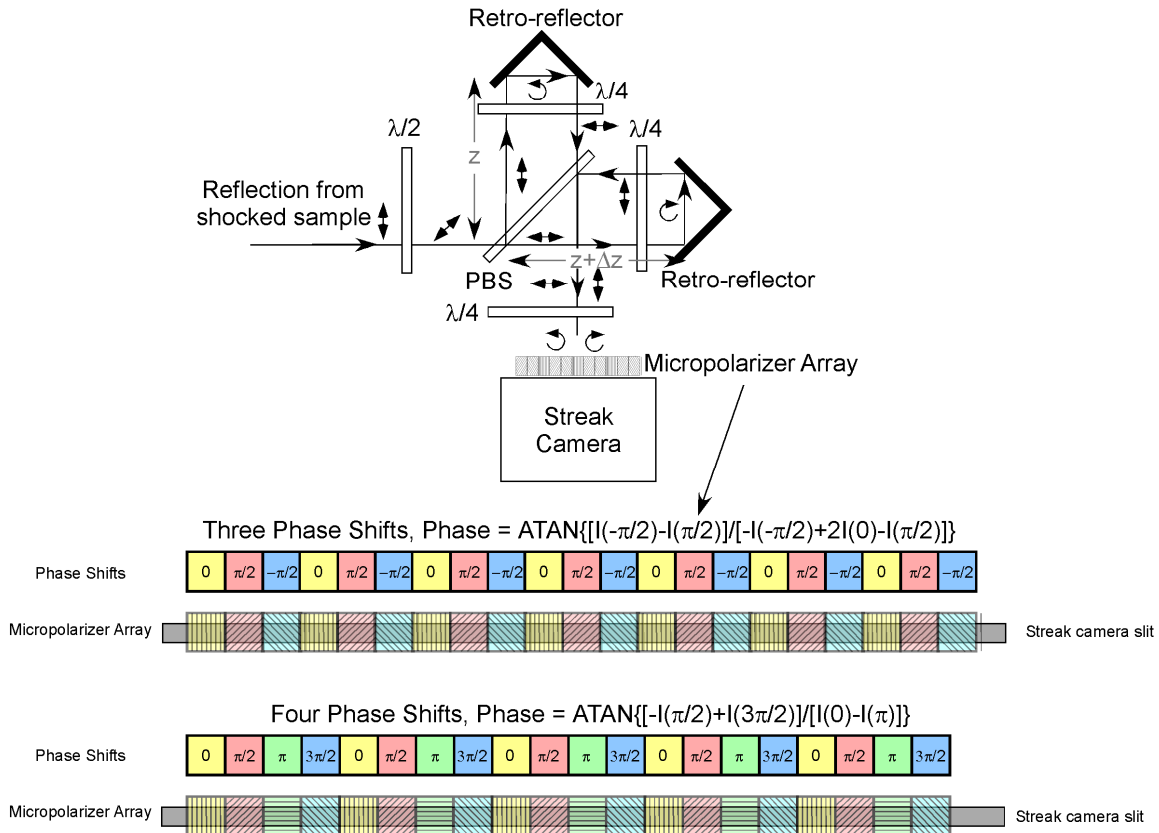 Retro-reflector
λ/4
λ/2
λ/4
z
Reflection from
shocked sample
PBS
z+Δz
Retro-reflector
λ/4
Micropolarizer Array
Streak
Camera
Three Phase Shifts, Phase = ATAN{[I(-π/2)-I(π/2)]/[-I(-π/2)+2I(0)-I(π/2)]}
Phase Shifts 0 π/2 −π/2 0 π/2 −π/2 0 π/2 −π/2 0 π/2 −π/2 0 π/2 −π/2 0 π/2 −π/2 0 π/2 −π/2
Micropolarizer Array Streak camera slit
Four Phase Shifts, Phase = ATAN{[-I(π/2)+I(3π/2)]/[I(0)-I(π)]}
Phase Shifts 0 π/2 π 3π/2 0 π/2 π 3π/2 0 π/2 π 3π/2 0 π/2 π 3π/2 0 π/2 π 3π/2
Micropolarizer Array Streak camera slit